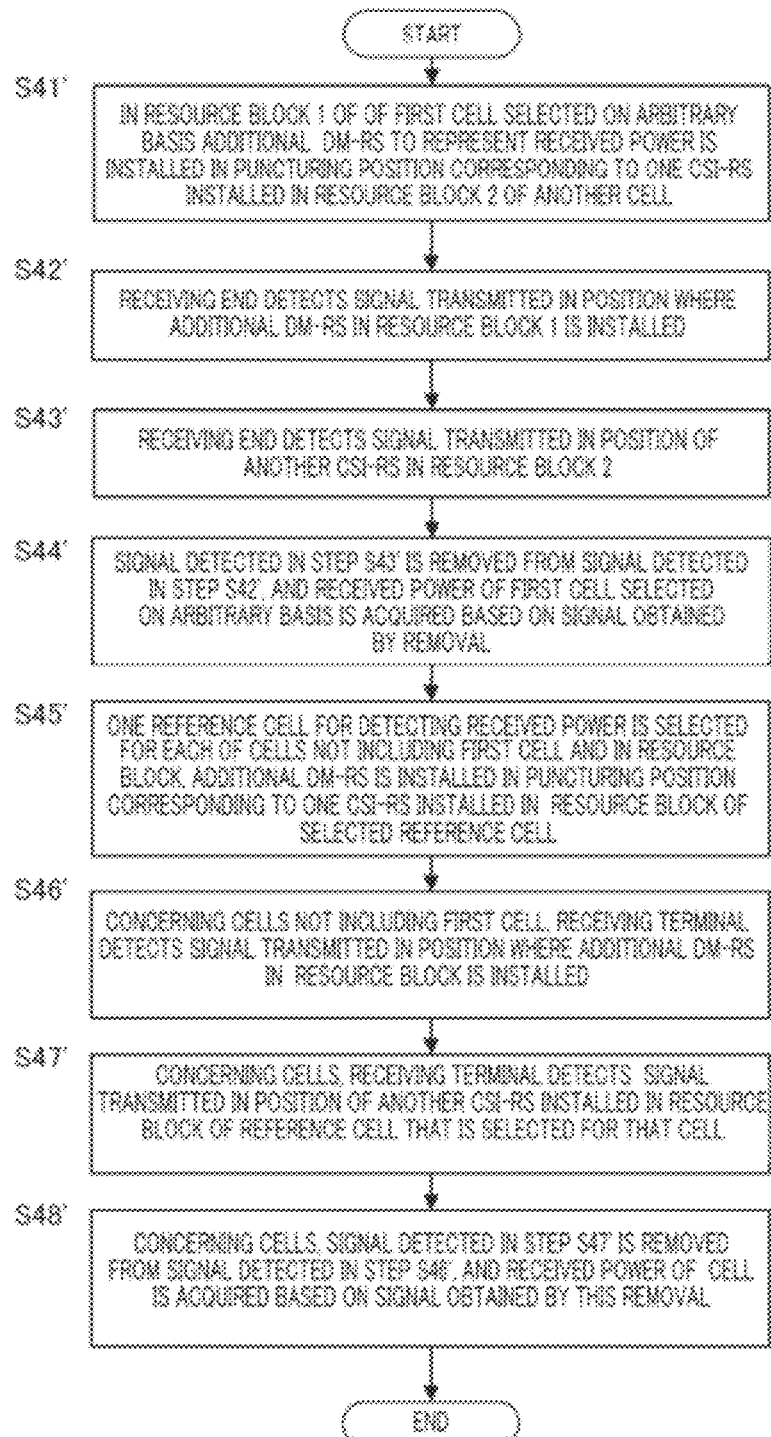 START
S41'
IN RESOURCE BLOCK 1 OF OF FIRST CELL SELECTED ON ARBITRARY
BASIS ADDITIONAL DM-RS TO REPRESENT RECEIVED POWER IS
INSTALLED IN PUNCTURING POSITION CORRESPONDING TO ONE CSI-RS
INSTALLED IN RESOURCE BLOCK 2 OF ANOTHER CELL
S42'
RECEIVING END DETECTS SIGNAL TRANSMITTED IN POSITION WHERE
ADDITIONAL DM-RS IN RESOURCE BLOCK 1 IS INSTALLED
S43'
RECEIVING END DETECTS SIGNAL TRANSMITTED IN POSITION OF
ANOTHER CSI-RS IN RESOURCE BLOCK 2
S44'
SIGNAL DETECTED IN STEP S43' IS REMOVED FROM SIGNAL DETECTED
IN STEP S42', AND RECEIVED POWER OF FIRST CELL SELECTED
ON ARBITRARY BASIS IS ACQUIRED BASED ON SIGNAL OBTAINED
BY REMOVAL
S45'
ONE REFERENCE CELL FOR DETECTING RECEIVED POWER IS SELECTED
FOR EACH OF CELLS NOT INCLUDING FIRST CELL AND IN RESOURCE
BLOCK, ADDITIONAL DM-RS IS INSTALLED IN PUNCTURING POSITION
CORRESPONDING TO ONE CSI-RS INSTALLED IN RESOURCE BLOCK OF
SELECTED REFERENCE CELL
S46'
CONCERNING CELLS NOT INCLUDING FIRST CELL, RECEIVING TERMINAL
DETECTS SIGNAL TRANSMITTED IN POSITION WHERE ADDITIONAL DM-RS
IN RESOURCE BLOCK IS INSTALLED
S47'
CONCERNING CELLS, RECEIVING TERMINAL DETECTS SIGNAL
TRANSMITTED IN POSITION OF ANOTHER CSI-RS INSTALLED IN RESOURCE
BLOCK OF REFERENCE CELL THAT IS SELECTED FOR THAT CELL
S48'
CONCERNING CELLS, SIGNAL DETECTED IN STEP S47' IS REMOVED
FROM SIGNAL DETECTED IN STEP S46', AND RECEIVED POWER OF CELL
IS ACQUIRED BASED ON SIGNAL OBTAINED BY THIS REMOVAL
END